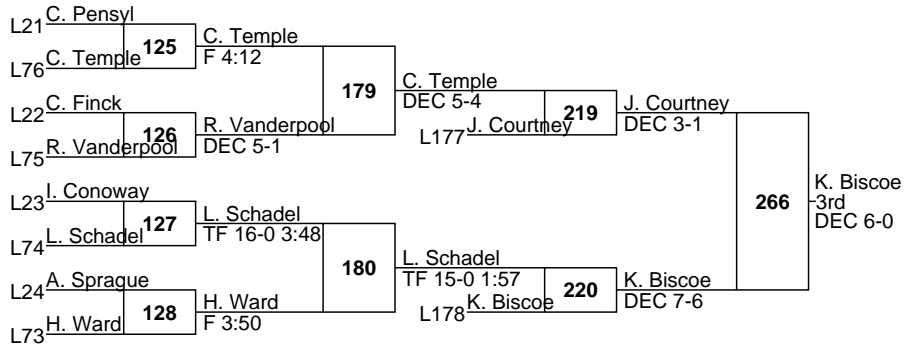 L21 C. Pensyl
125
L76 C. Temple
C. Temple
F 4:12
L22 C. Finck
126
L75 R. Vanderpool
R. Vanderpool
DEC 5-1
179
C. Temple
DEC 5-4
L177 J. Courtney
219
J. Courtney
DEC 3-1
L23 I. Conoway
127
L74 L. Schadel
L. Schadel
TF 16-0 3:48
L24 A. Sprague
128
L73 H. Ward
H. Ward
F 3:50
180
L. Schadel
TF 15-0 1:57
L178 K. Biscoe
220
K. Biscoe
DEC 7-6
266
K. Biscoe
3rd
DEC 6-0